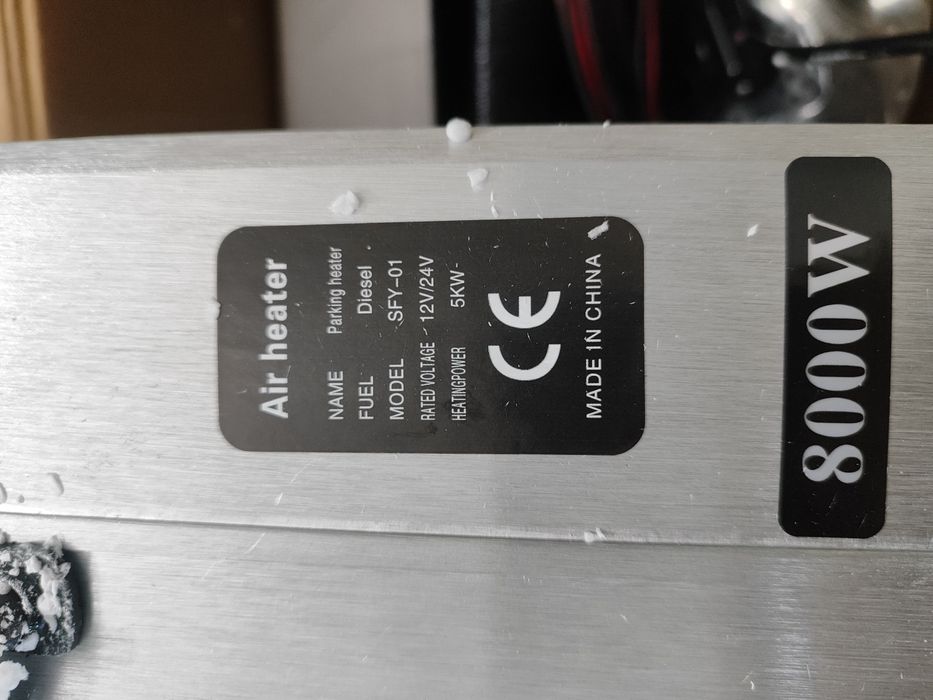 Air heater
NAME Parking heater
FUEL Diesel
MODEL SFY-01
RATED VOLTAGE 12V/24V
HEATINGPOWER 5KW
CE
MADE IN CHINA
8000W